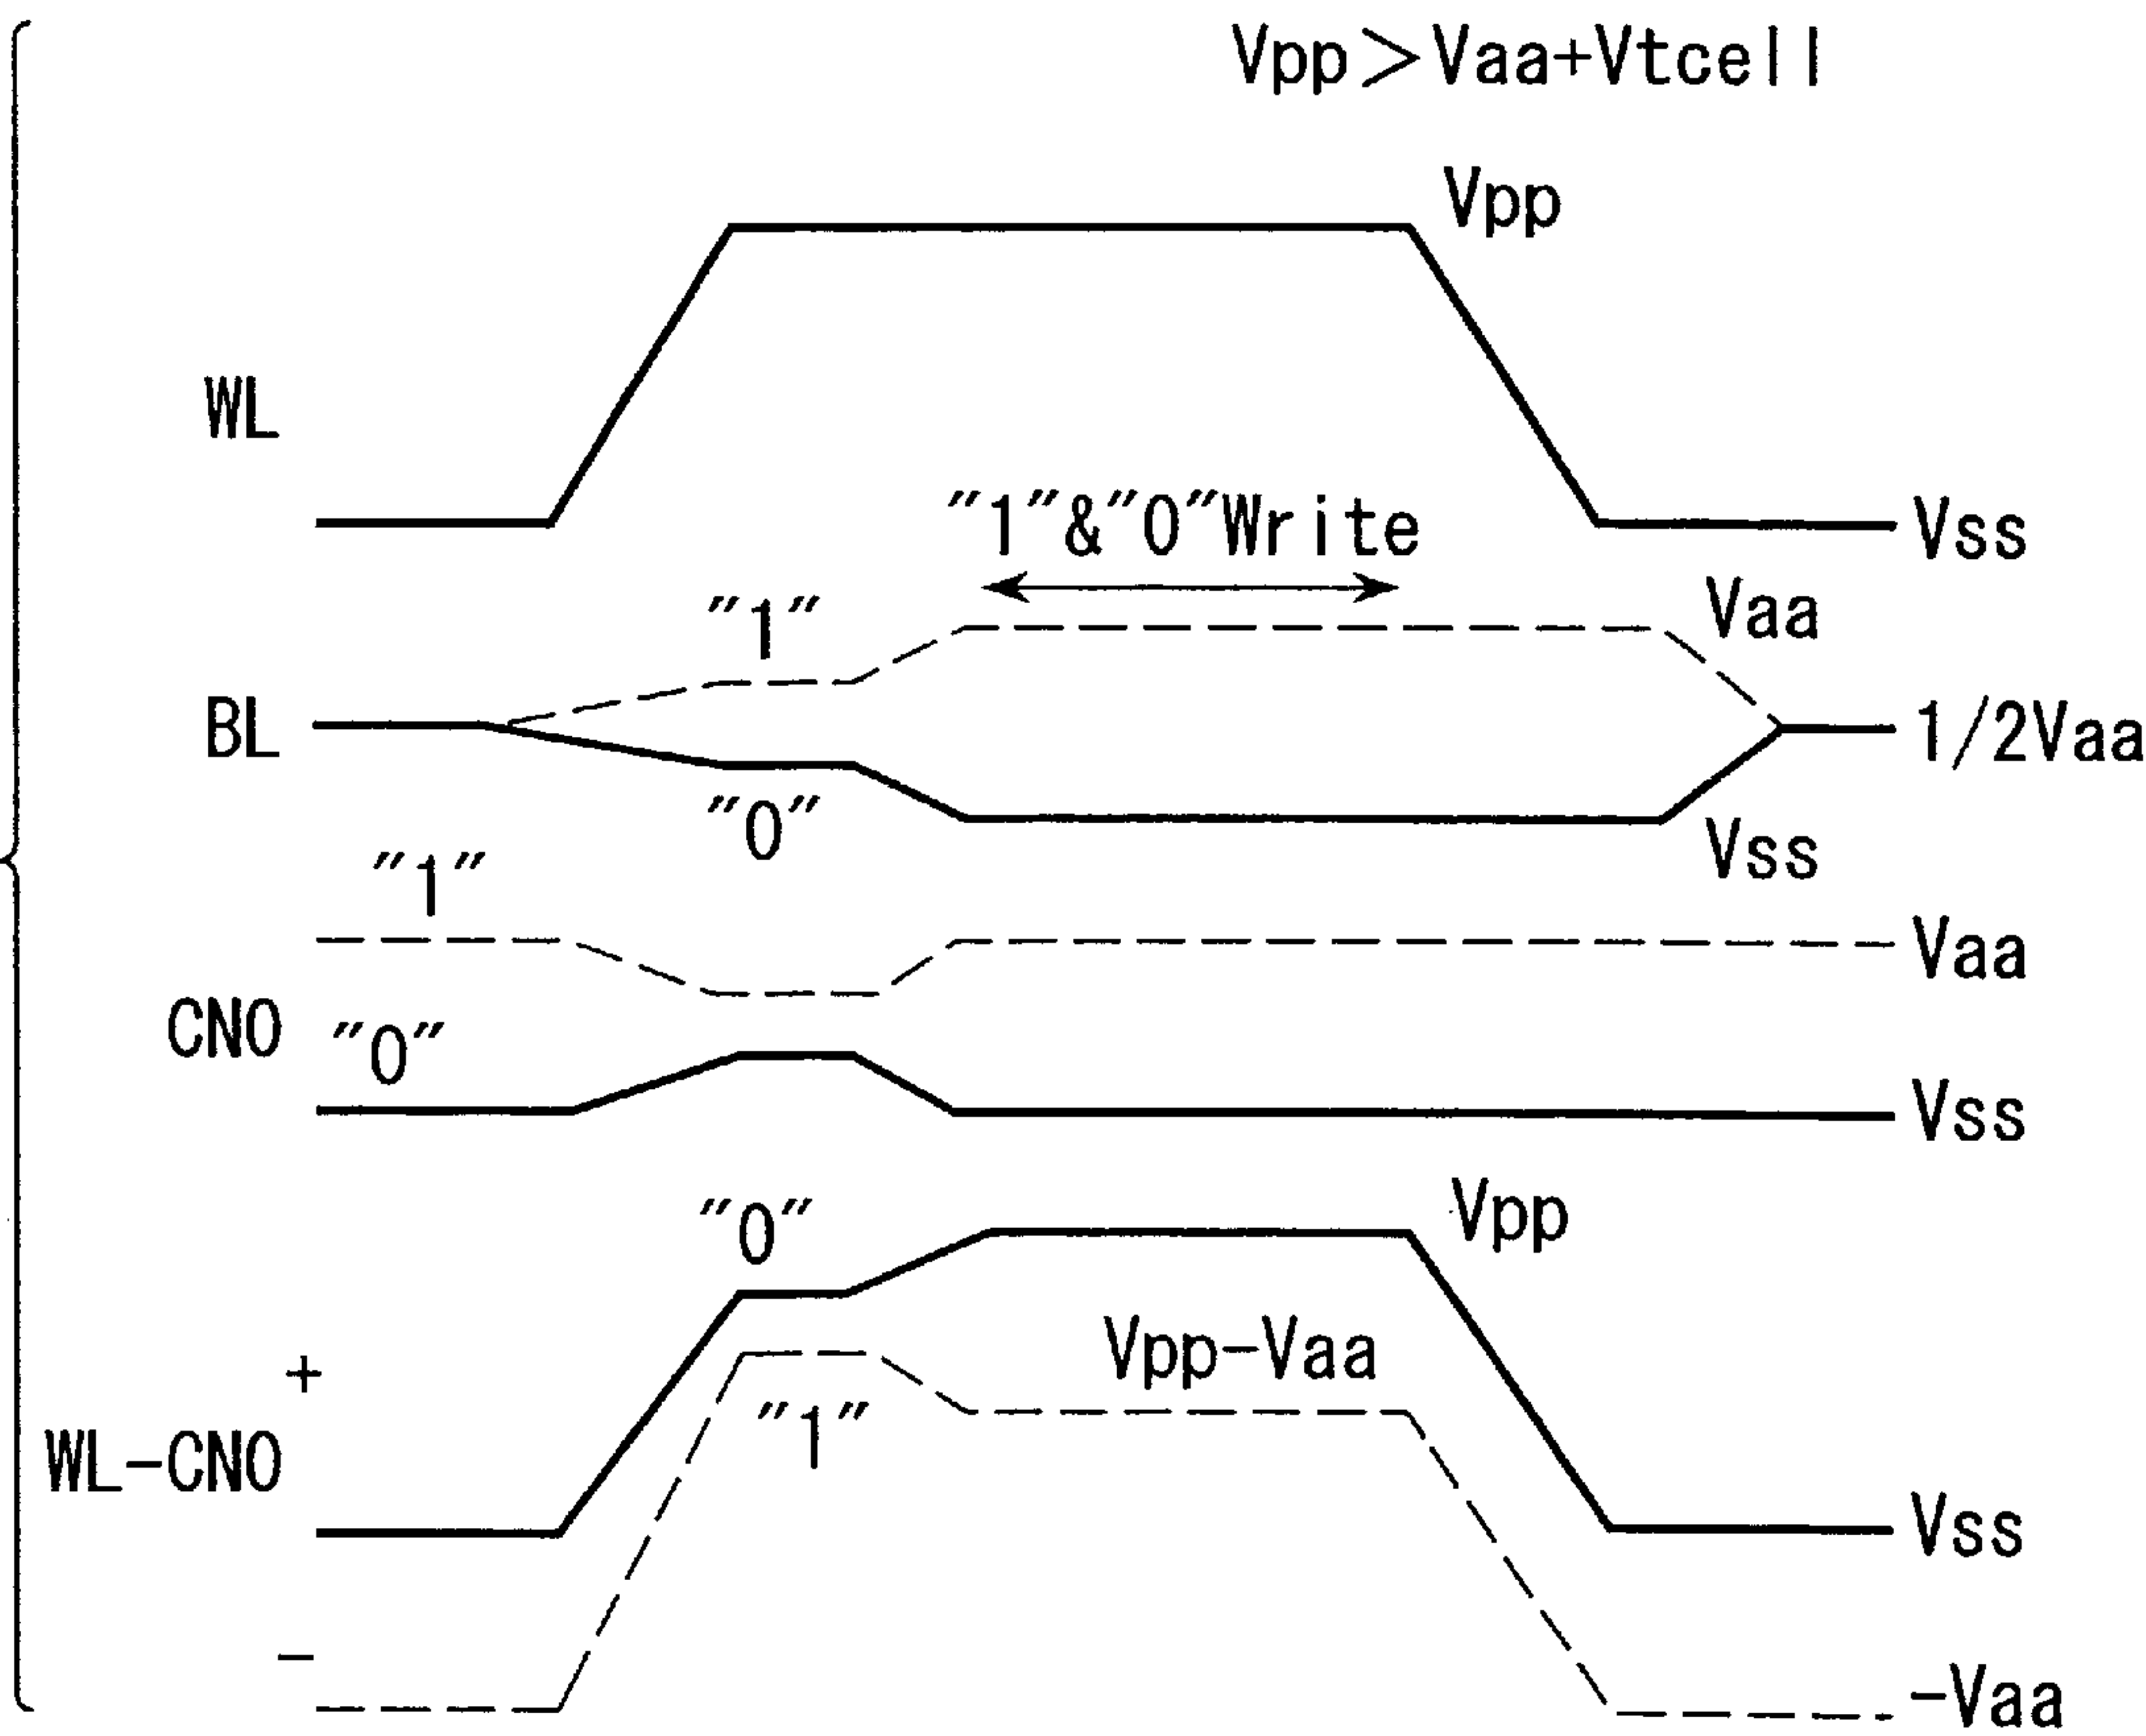 Vpp>Vaa+Vtcell
Vpp
WL
"1"&"0"Write
Vss
"1"
Vaa
BL
1/2Vaa
"0"
Vss
"1"
Vaa
CNO
"0"
Vss
"0"
Vpp
+
Vpp-Vaa
"1"
WL-CNO
Vss
-
-Vaa